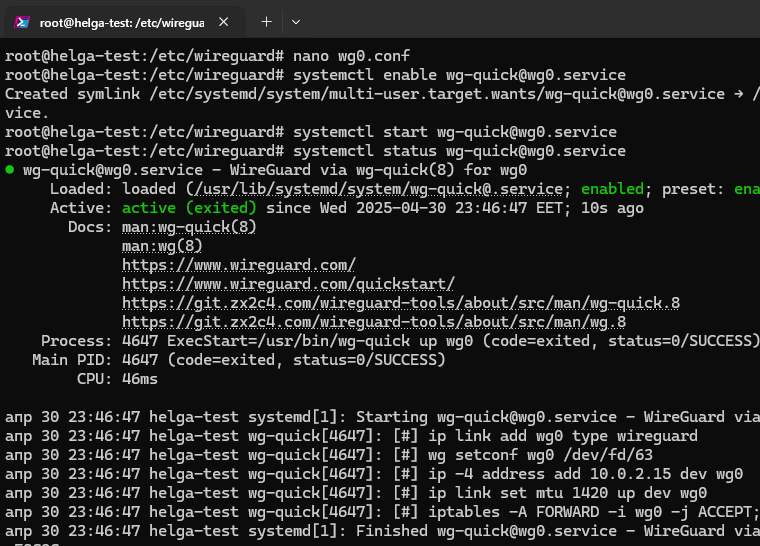 root@helga-test: /etc/wiregua
root@helga-test:/etc/wireguard# nano wg0.conf
root@helga-test:/etc/wireguard# systemctl enable wg-quick@wg0.service
Created symlink /etc/systemd/system/multi-user.target.wants/wg-quick@wg0.service → /
vice.
root@helga-test:/etc/wireguard# systemctl start wg-quick@wg0.service
root@helga-test:/etc/wireguard# systemctl status wg-quick@wg0.service
● wg-quick@wg0.service - WireGuard via wg-quick(8) for wg0
Loaded: loaded (/usr/lib/systemd/system/wg-quick@.service; enabled; preset: ena
Active: active (exited) since Wed 2025-04-30 23:46:47 EET; 10s ago
Docs: man:wg-quick(8)
man:wg(8)
https://www.wireguard.com/
https://www.wireguard.com/quickstart/
https://git.zx2c4.com/wireguard-tools/about/src/man/wg-quick.8
https://git.zx2c4.com/wireguard-tools/about/src/man/wg.8
Process: 4647 ExecStart=/usr/bin/wg-quick up wg0 (code=exited, status=0/SUCCESS)
Main PID: 4647 (code=exited, status=0/SUCCESS)
CPU: 46ms
апр 30 23:46:47 helga-test systemd[1]: Starting wg-quick@wg0.service - WireGuard via
апр 30 23:46:47 helga-test wg-quick[4647]: [#] ip link add wg0 type wireguard
апр 30 23:46:47 helga-test wg-quick[4647]: [#] wg setconf wg0 /dev/fd/63
апр 30 23:46:47 helga-test wg-quick[4647]: [#] ip -4 address add 10.0.2.15 dev wg0
апр 30 23:46:47 helga-test wg-quick[4647]: [#] ip link set mtu 1420 up dev wg0
апр 30 23:46:47 helga-test wg-quick[4647]: [#] iptables -A FORWARD -i wg0 -j ACCEPT;
апр 30 23:46:47 helga-test systemd[1]: Finished wg-quick@wg0.service - WireGuard via